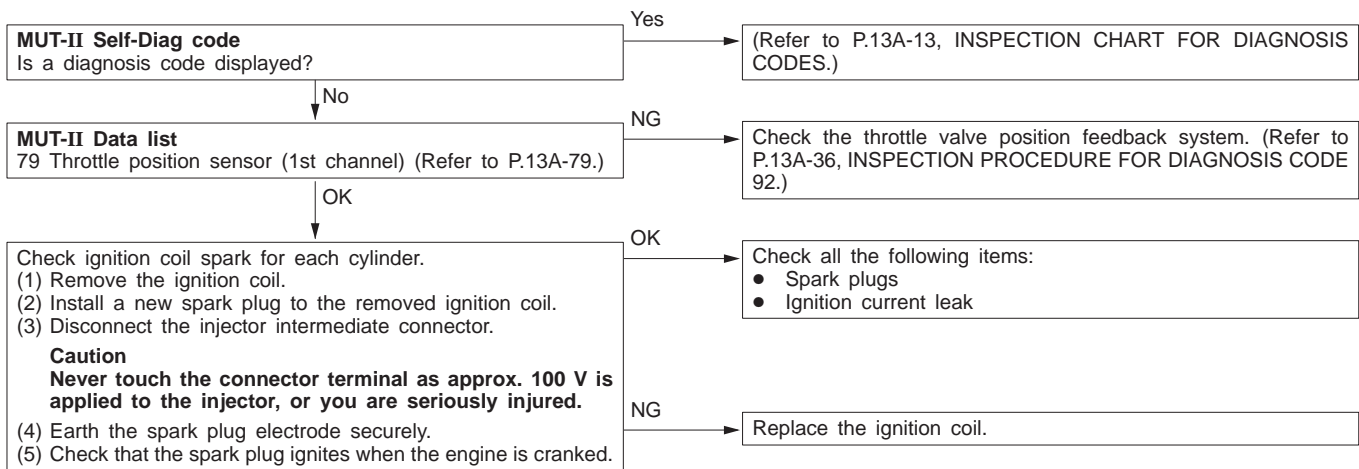 MUT-II Self-Diag code
Is a diagnosis code displayed?
Yes
(Refer to P.13A-13, INSPECTION CHART FOR DIAGNOSIS
CODES.)
No
MUT-II Data list
79 Throttle position sensor (1st channel) (Refer to P.13A-79.)
NG
Check the throttle valve position feedback system. (Refer to
P.13A-36, INSPECTION PROCEDURE FOR DIAGNOSIS CODE
92.)
OK
Check ignition coil spark for each cylinder.
(1) Remove the ignition coil.
(2) Install a new spark plug to the removed ignition coil.
(3) Disconnect the injector intermediate connector.
Caution
Never touch the connector terminal as approx. 100 V is
applied to the injector, or you are seriously injured.
(4) Earth the spark plug electrode securely.
(5) Check that the spark plug ignites when the engine is cranked.
OK
Check all the following items:
● Spark plugs
● Ignition current leak
NG
Replace the ignition coil.